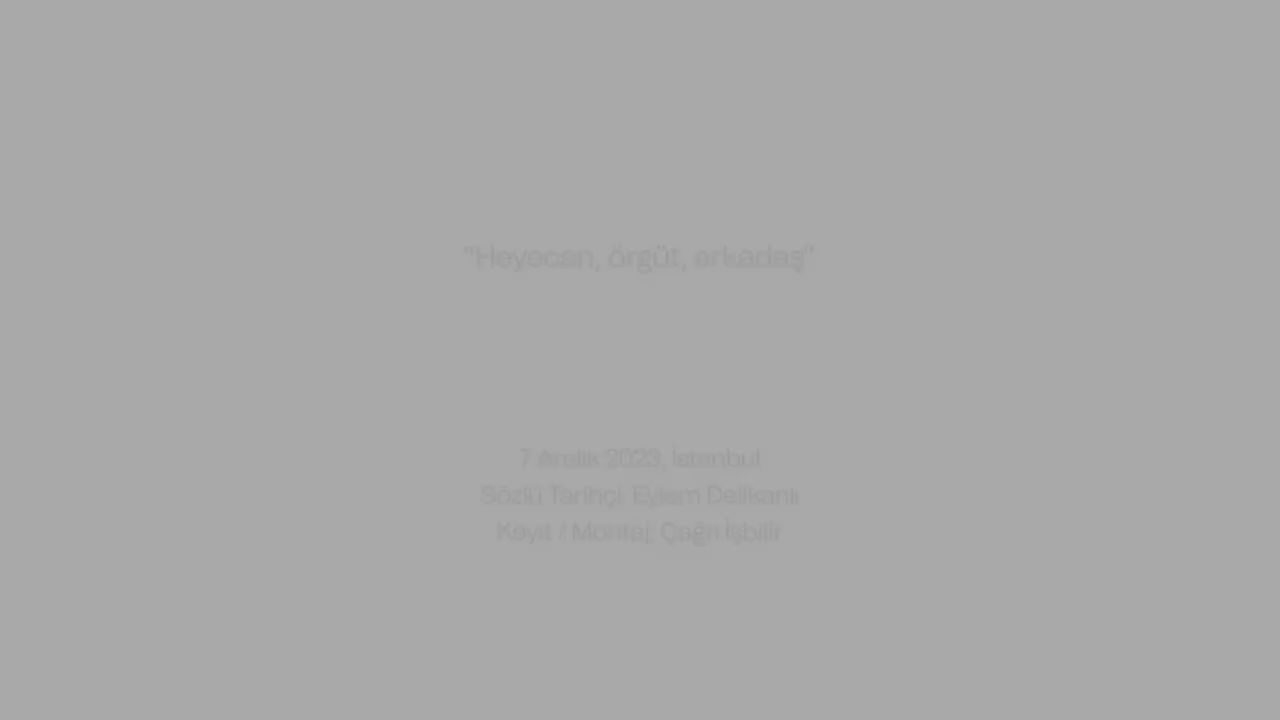 "Heyecan, örgüt, arkadaş"
7 Aralık 2023, İstanbul
Sözlü Tarihçi: Eylem Delikanlı
Kayıt / Montaj: Çağrı İşbilir